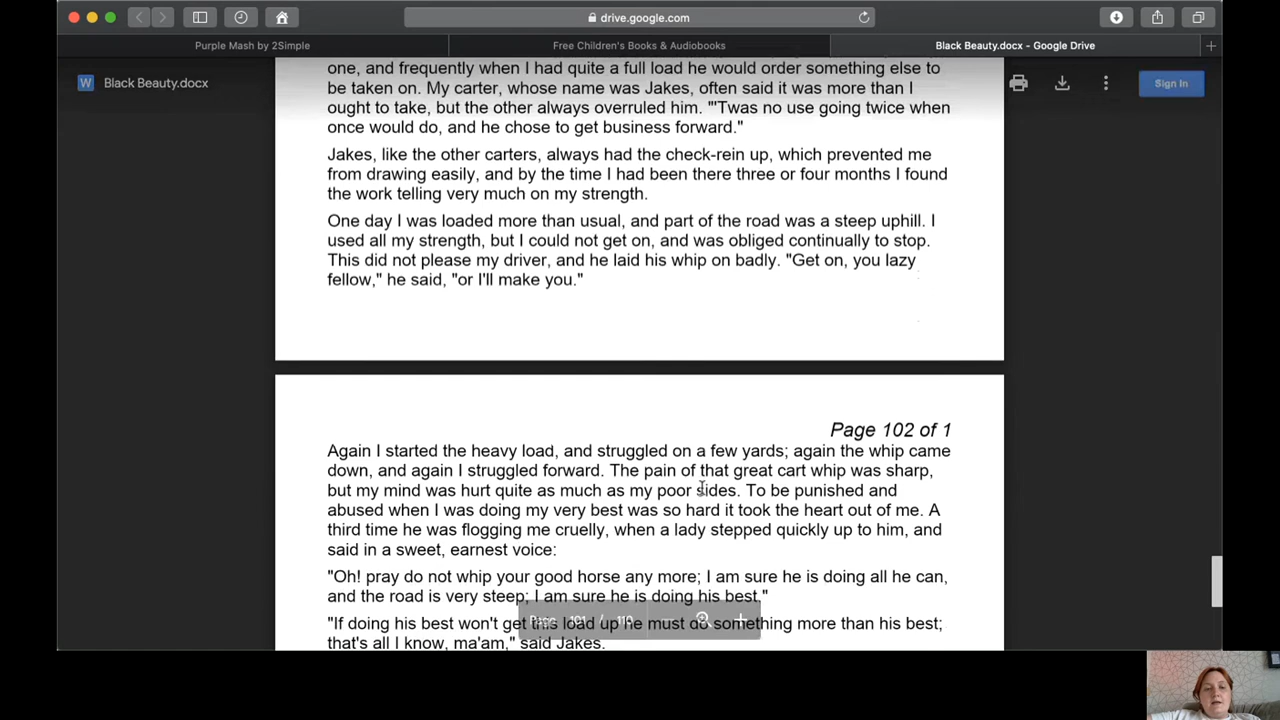 drive.google.com
Purple Mash by 2Simple
Free Children's Books & Audiobooks
Black Beauty.docx - Google Drive
W Black Beauty.docx
Sign In
one, and frequently when I had quite a full load he would order something else to
be taken on. My carter, whose name was Jakes, often said it was more than I
ought to take, but the other always overruled him. "'Twas no use going twice when
once would do, and he chose to get business forward."
Jakes, like the other carters, always had the check-rein up, which prevented me
from drawing easily, and by the time I had been there three or four months I found
the work telling very much on my strength.
One day I was loaded more than usual, and part of the road was a steep uphill. I
used all my strength, but I could not get on, and was obliged continually to stop.
This did not please my driver, and he laid his whip on badly. "Get on, you lazy
fellow," he said, "or I'll make you."
Page 102 of 1
Again I started the heavy load, and struggled on a few yards; again the whip came
down, and again I struggled forward. The pain of that great cart whip was sharp,
but my mind was hurt quite as much as my poor sides. To be punished and
abused when I was doing my very best was so hard it took the heart out of me. A
third time he was flogging me cruelly, when a lady stepped quickly up to him, and
said in a sweet, earnest voice:
"Oh! pray do not whip your good horse any more; I am sure he is doing all he can,
and the road is very steep; I am sure he is doing his best."
"If doing his best won't get this load up he must do something more than his best;
that's all I know, ma'am," said Jakes.